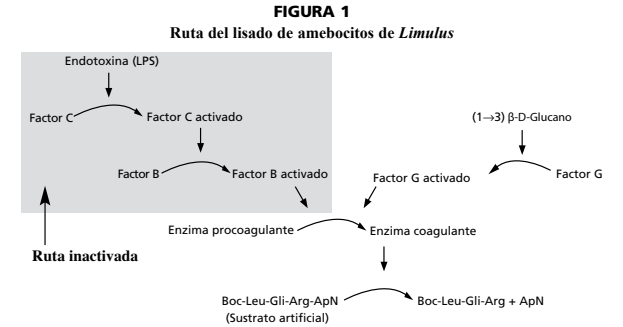 FIGURA 1
Ruta del lisado de amebocitos de Limulus
Endotoxina (LPS)
Factor C
Factor C activado
(1→3) β-D-Glucano
Factor B
Factor B activado
Factor G activado
Factor G
Enzima procoagulante
Enzima coagulante
Ruta inactivada
Boc-Leu-Gli-Arg-ApN
Boc-Leu-Gli-Arg + ApN
(Sustrato artificial)